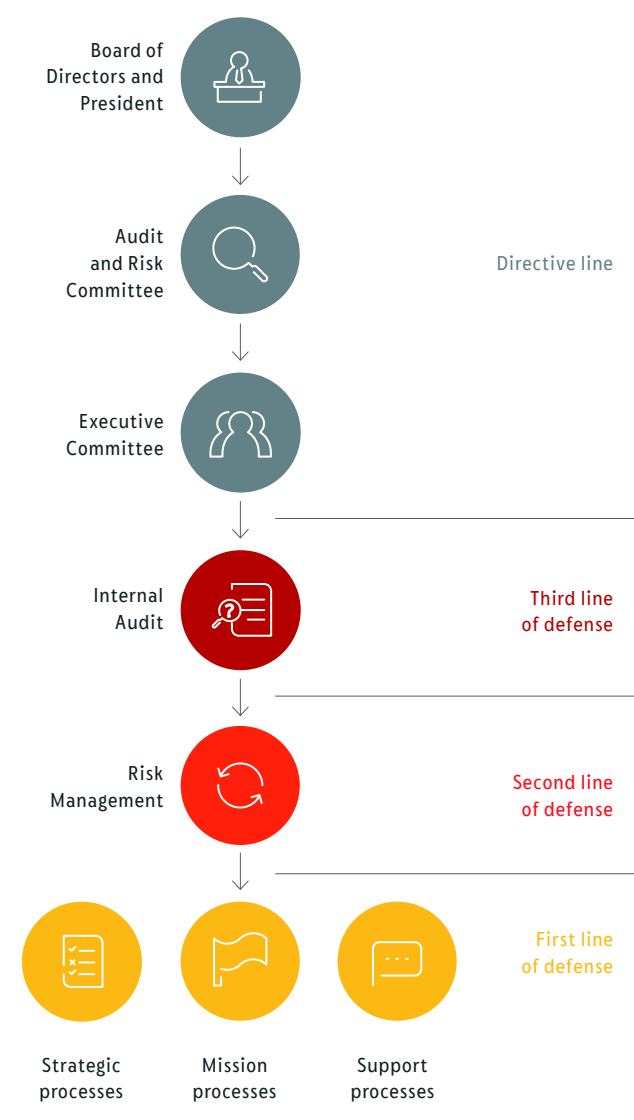 Board of
Directors and
President
Audit
and Risk
Committee
Directive line
Executive
Committee
Internal
Audit
?
Third line
of defense
Risk
Management
Second line
of defense
First line
of defense
Strategic
processes
Mission
processes
Support
processes